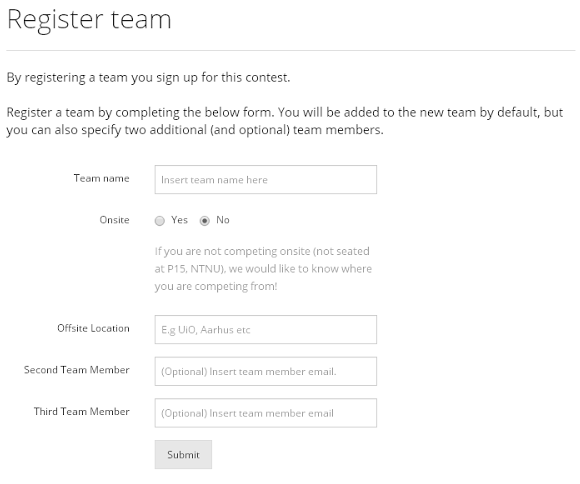 Register team
By registering a team you sign up for this contest.
Register a team by completing the below form. You will be added to the new team by default, but
you can also specify two additional (and optional) team members.
Team name
Insert team name here
Onsite
Yes
No
If you are not competing onsite (not seated
at P15, NTNU), we would like to know where
you are competing from!
Offsite Location
E.g UiO, Aarhus etc
Second Team Member
(Optional) Insert team member email.
Third Team Member
(Optional) Insert team member email
Submit